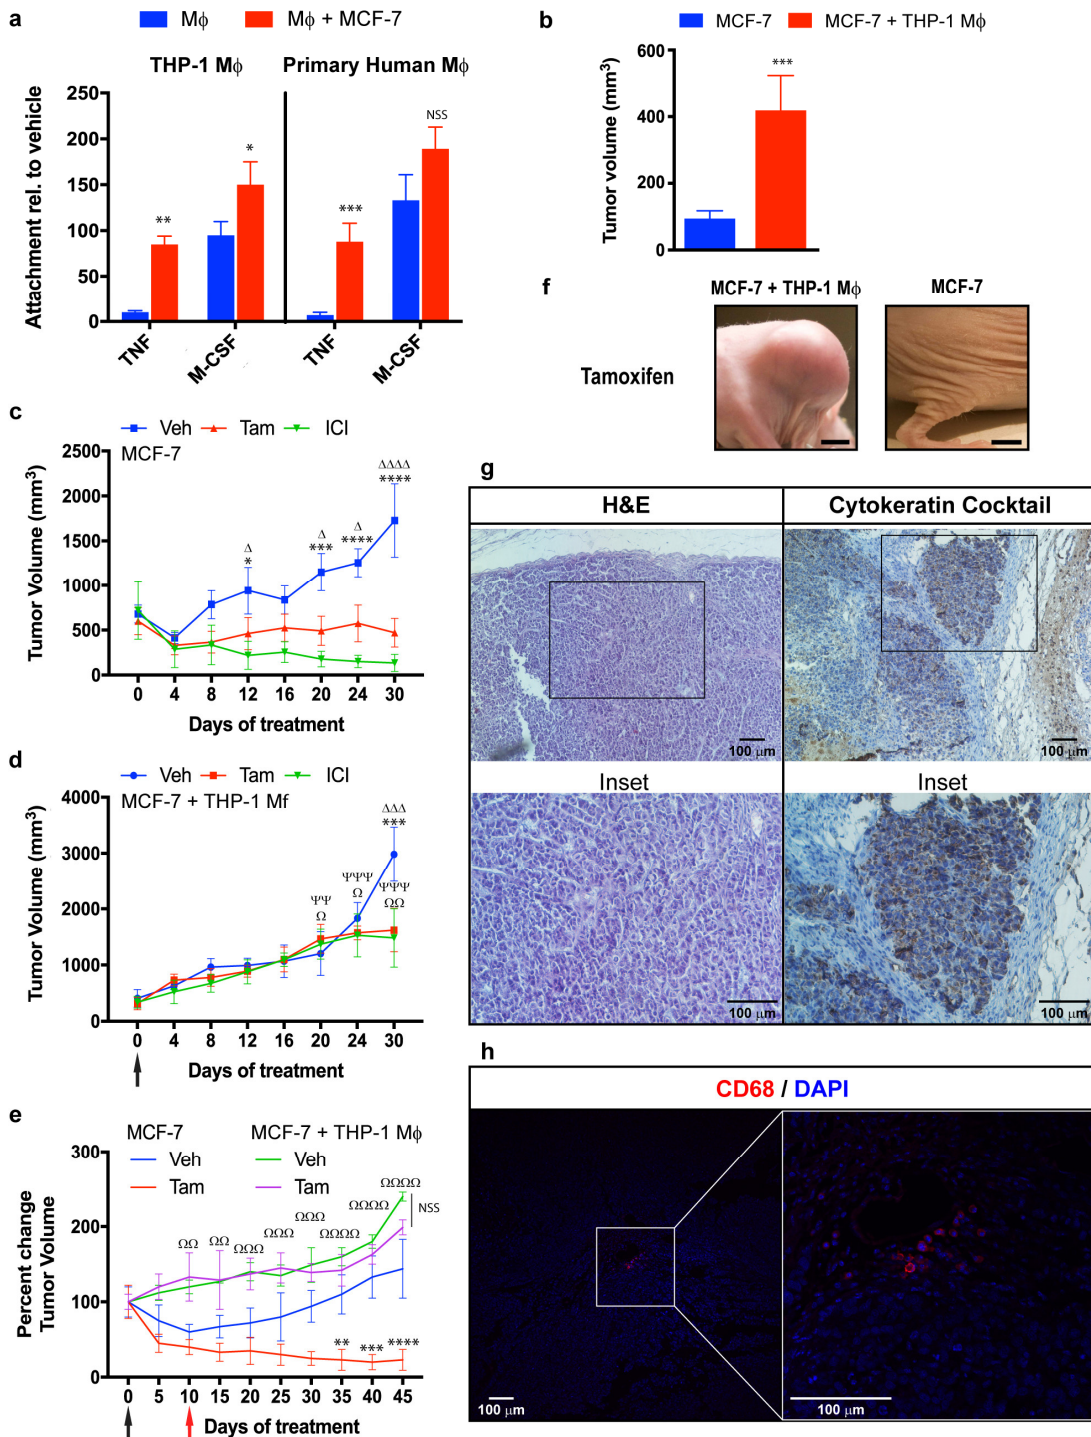 a
Mϕ Mϕ + MCF-7
THP-1 Mϕ Primary Human Mϕ
Attachment rel. to vehicle
250
200
150
100
50
0
** * *** NSS
TNF M-CSF TNF M-CSF
b
MCF-7 MCF-7 + THP-1 Mϕ
Tumor volume (mm³)
600
400
200
0
***
f
MCF-7 + THP-1 Mϕ MCF-7
Tamoxifen
c
Veh Tam ICI
MCF-7
Tumor Volume (mm³)
2500
2000
1500
1000
500
0
Δ
*
Δ
***
Δ
****
ΔΔΔΔ
****
0 4 8 12 16 20 24 30
Days of treatment
d
Veh Tam ICI
MCF-7 + THP-1 Mf
Tumor Volume (mm³)
4000
3000
2000
1000
0
ΨΨ
Ω
ΨΨΨ
Ω
ΔΔΔ
***
ΨΨΨ
ΩΩ
0 4 8 12 16 20 24 30
Days of treatment
e
MCF-7 MCF-7 + THP-1 Mϕ
Veh Veh
Tam Tam
Percent change
Tumor Volume
300
200
100
0
ΩΩ ΩΩ ΩΩΩ ΩΩΩ ΩΩΩ ΩΩΩΩ ΩΩΩΩ ΩΩΩΩ
NSS
** *** ****
0 5 10 15 20 25 30 35 40 45
Days of treatment
g
H&E Cytokeratin Cocktail
100 μm 100 μm
Inset Inset
100 μm 100 μm
h
CD68 / DAPI
100 μm 100 μm